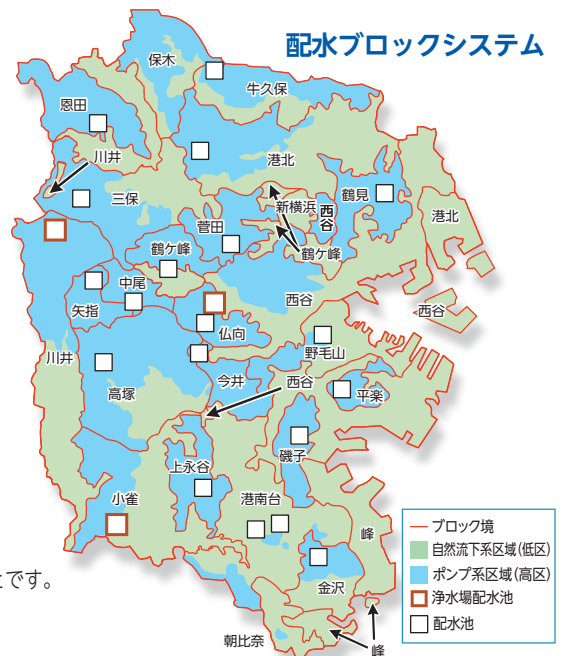 配水ブロックシステム
保木
牛久保
恩田
川井
港北
三保
鶴見
新横浜
西谷
港北
菅田
鶴ケ峰
鶴ケ峰
中尾
西谷
矢指
西谷
仏向
野毛山
川井
今井
西谷
高塚
平楽
磯子
上永谷
小雀
港南台
峰
金沢
とです。
朝比奈
峰
ブロック境
自然流下系区域(低区)
ポンプ系区域(高区)
浄水場配水池
配水池